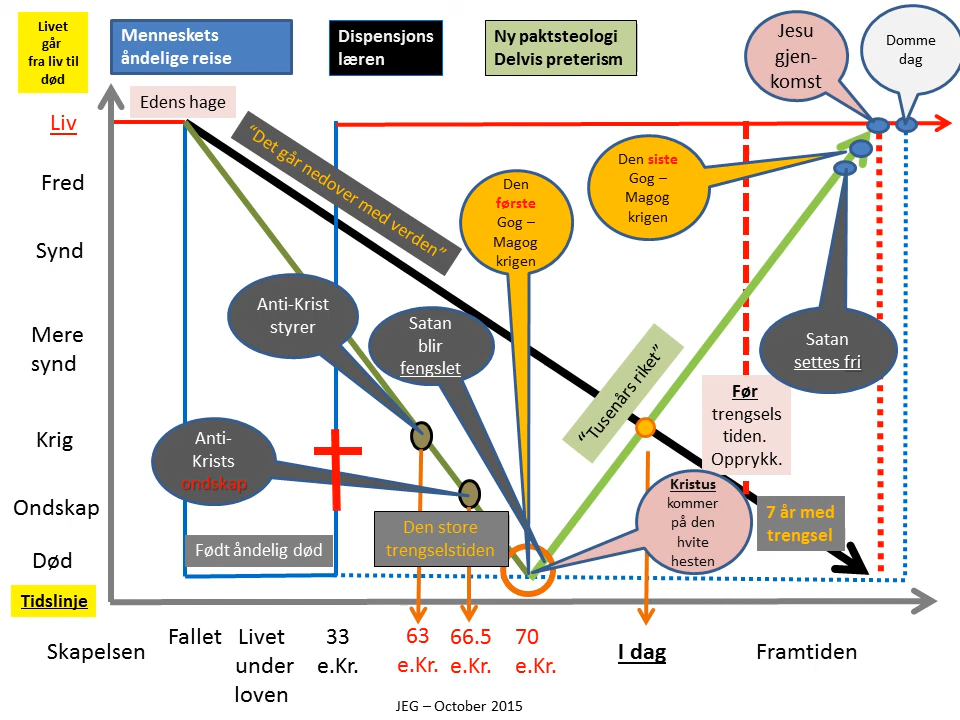 Livet
går
fra liv til
død
Menneskets
åndelige reise
Dispensjons
læren
Ny paktsteologi
Delvis preterism
Jesu
gjen-
komst
Domme
dag
Edens hage
Liv
Fred
Synd
Mere
synd
Krig
Ondskap
Død
Tidslinje
“Det går nedover med verden”
Den
første
Gog –
Magog
krigen
Den siste
Gog –
Magog
krigen
Anti-Krist
styrer
Satan
blir
fengslet
Satan
settes fri
“Tusenårs riket”
Før
trengsels
tiden.
Opprykk.
Anti-
Krists
ondskap
Kristus
kommer
på den
hvite
hesten
7 år med
trengsel
Den store
trengselstiden
Født åndelig død
Skapelsen
Fallet
Livet
under
loven
33
e.Kr.
63
e.Kr.
66.5
e.Kr.
70
e.Kr.
I dag
Framtiden
JEG – October 2015